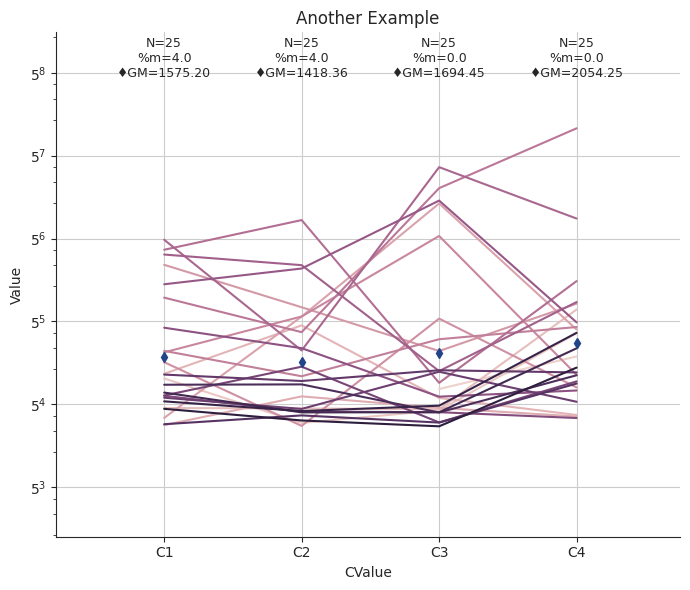 Another Example
N=25 N=25 N=25 N=25
%m=4.0 %m=4.0 %m=0.0 %m=0.0
♦GM=1575.20 ♦GM=1418.36 ♦GM=1694.45 ♦GM=2054.25
5⁸
5⁷
5⁶
5⁵
5⁴
5³
Value
C1 C2 C3 C4
CValue